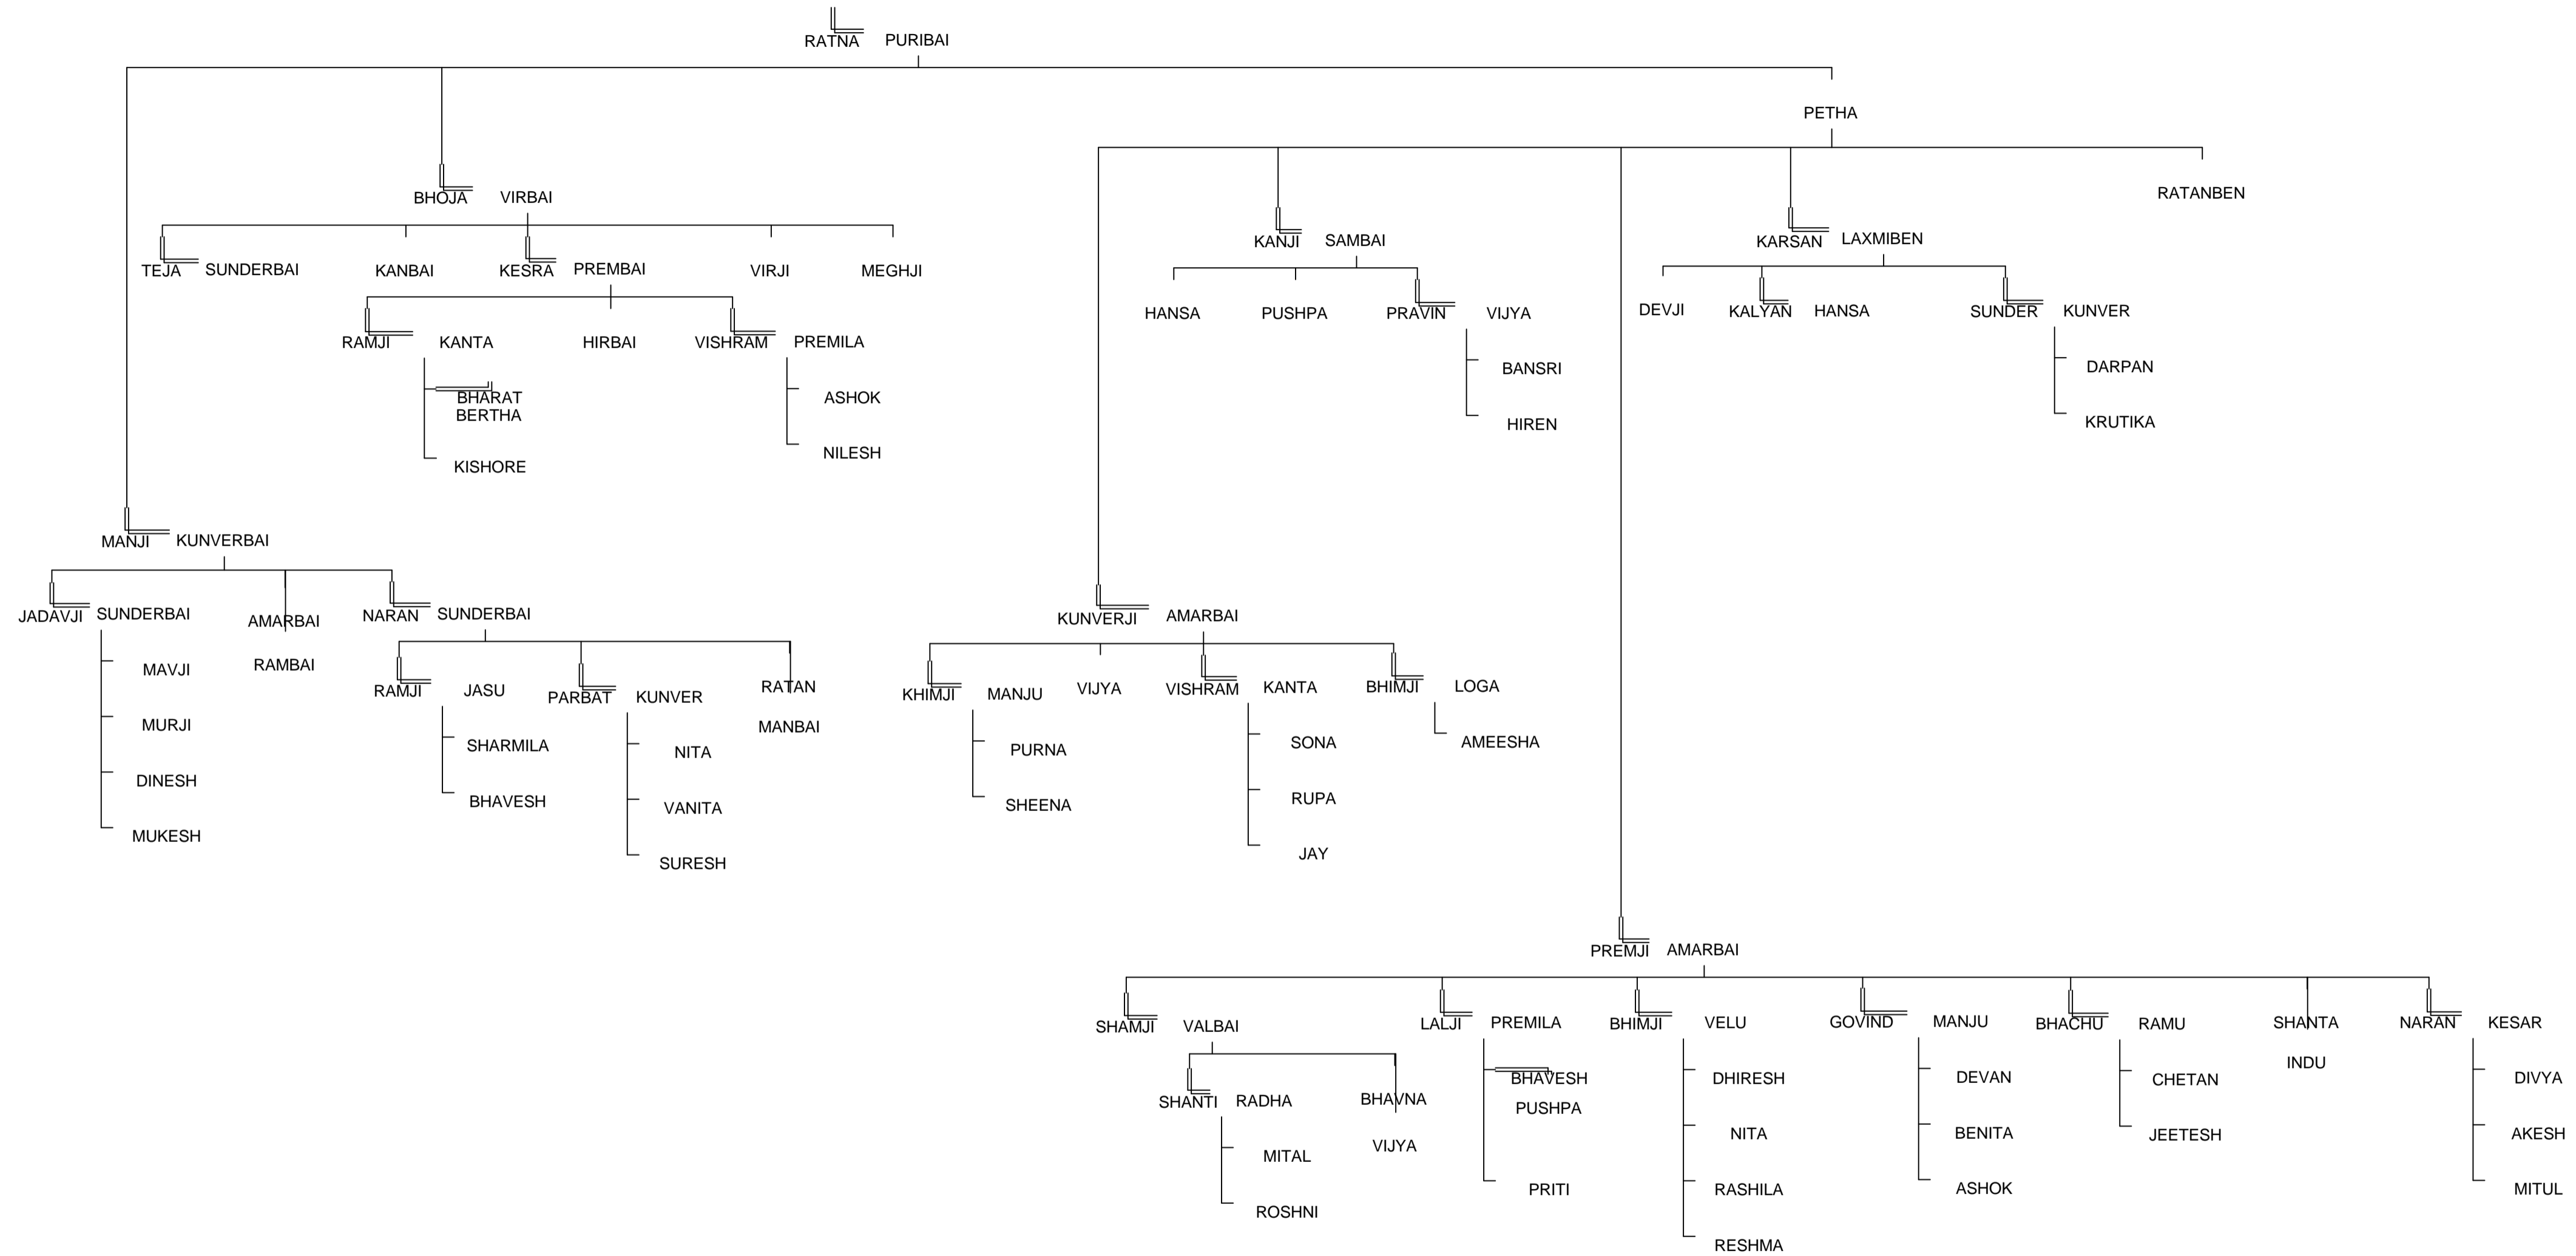 RATNA PURIBAI
PETHA
BHOJA VIRBAI
RATANBEN
TEJA SUNDERBAI KANBAI KESRA PREMBAI VIRJI MEGHJI
KANJI SAMBAI
KARSAN LAXMIBEN
RAMJI KANTA HIRBAI VISHRAM PREMILA
HANSA PUSHPA PRAVIN VIJYA
DEVJI KALYAN HANSA SUNDER KUNVER
BHARAT
BERTHA
KISHORE
ASHOK
NILESH
BANSRI
HIREN
DARPAN
KRUTIKA
MANJI KUNVERBAI
JADAVJI SUNDERBAI AMARBAI NARAN SUNDERBAI
RAMBAI
MAVJI
MURJI
DINESH
MUKESH
RAMJI JASU PARBAT KUNVER RATAN
MANBAI
SHARMILA
BHAVESH
NITA
VANITA
SURESH
KUNVERJI AMARBAI
KHIMJI MANJU VIJYA VISHRAM KANTA BHIMJI LOGA
PURNA
SHEENA
SONA
RUPA
JAY
AMEESHA
PREMJI AMARBAI
SHAMJI VALBAI LALJI PREMILA BHIMJI VELU GOVIND MANJU BHACHU RAMU SHANTA NARAN KESAR
INDU
SHANTI RADHA BHAVNA
VIJYA
MITAL
ROSHNI
BHAVESH
PUSHPA
PRITI
DHIRESH
NITA
RASHILA
RESHMA
DEVAN
BENITA
ASHOK
CHETAN
JEETESH
DIVYA
AKESH
MITUL